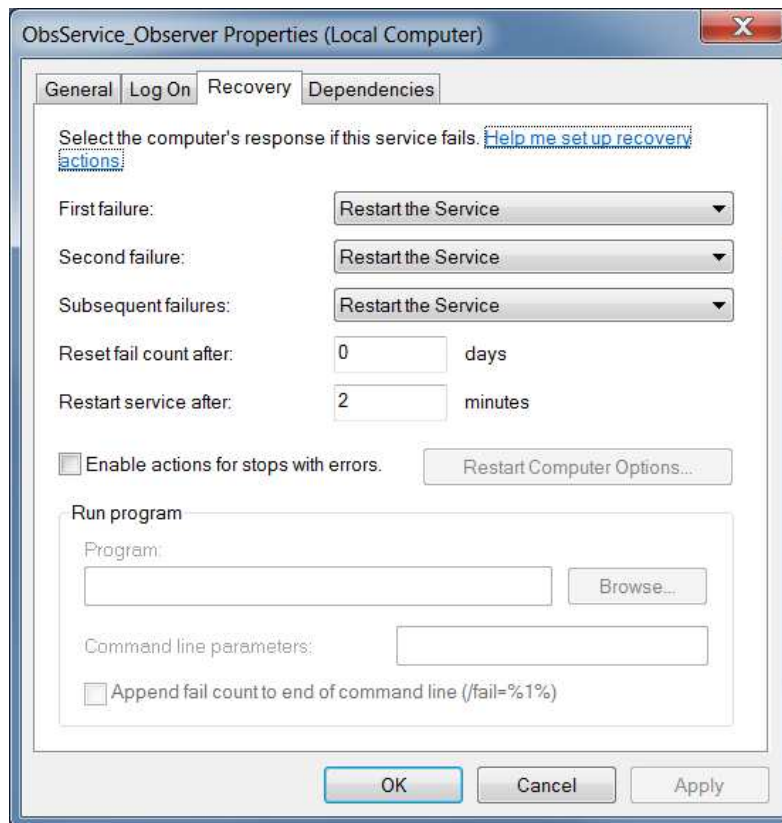 ObsService_Observer Properties (Local Computer)
General Log On Recovery Dependencies
Select the computer's response if this service fails. Help me set up recovery
actions.
First failure: Restart the Service
Second failure: Restart the Service
Subsequent failures: Restart the Service
Reset fail count after: 0 days
Restart service after: 2 minutes
Enable actions for stops with errors. Restart Computer Options...
Run program
Program:
Browse...
Command line parameters:
Append fail count to end of command line (/fail=%1%)
OK Cancel Apply